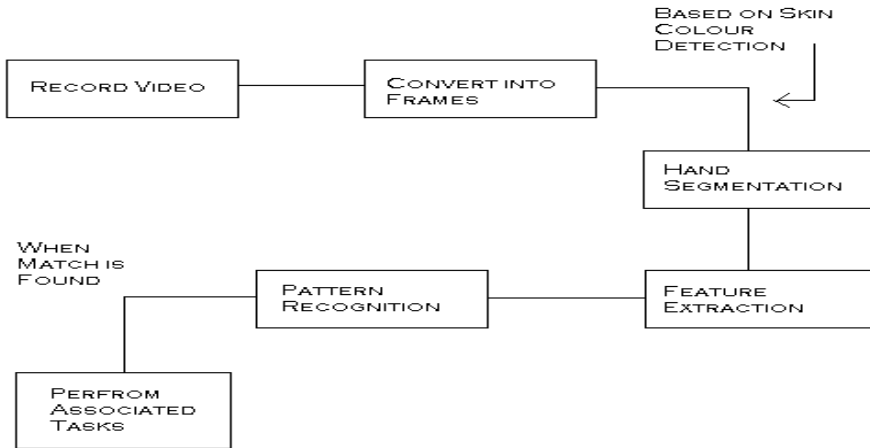 BASED ON SKIN
COLOUR
DETECTION
RECORD VIDEO
CONVERT INTO
FRAMES
HAND
SEGMENTATION
WHEN
MATCH IS
FOUND
PATTERN
RECOGNITION
FEATURE
EXTRACTION
PERFROM
ASSOCIATED
TASKS